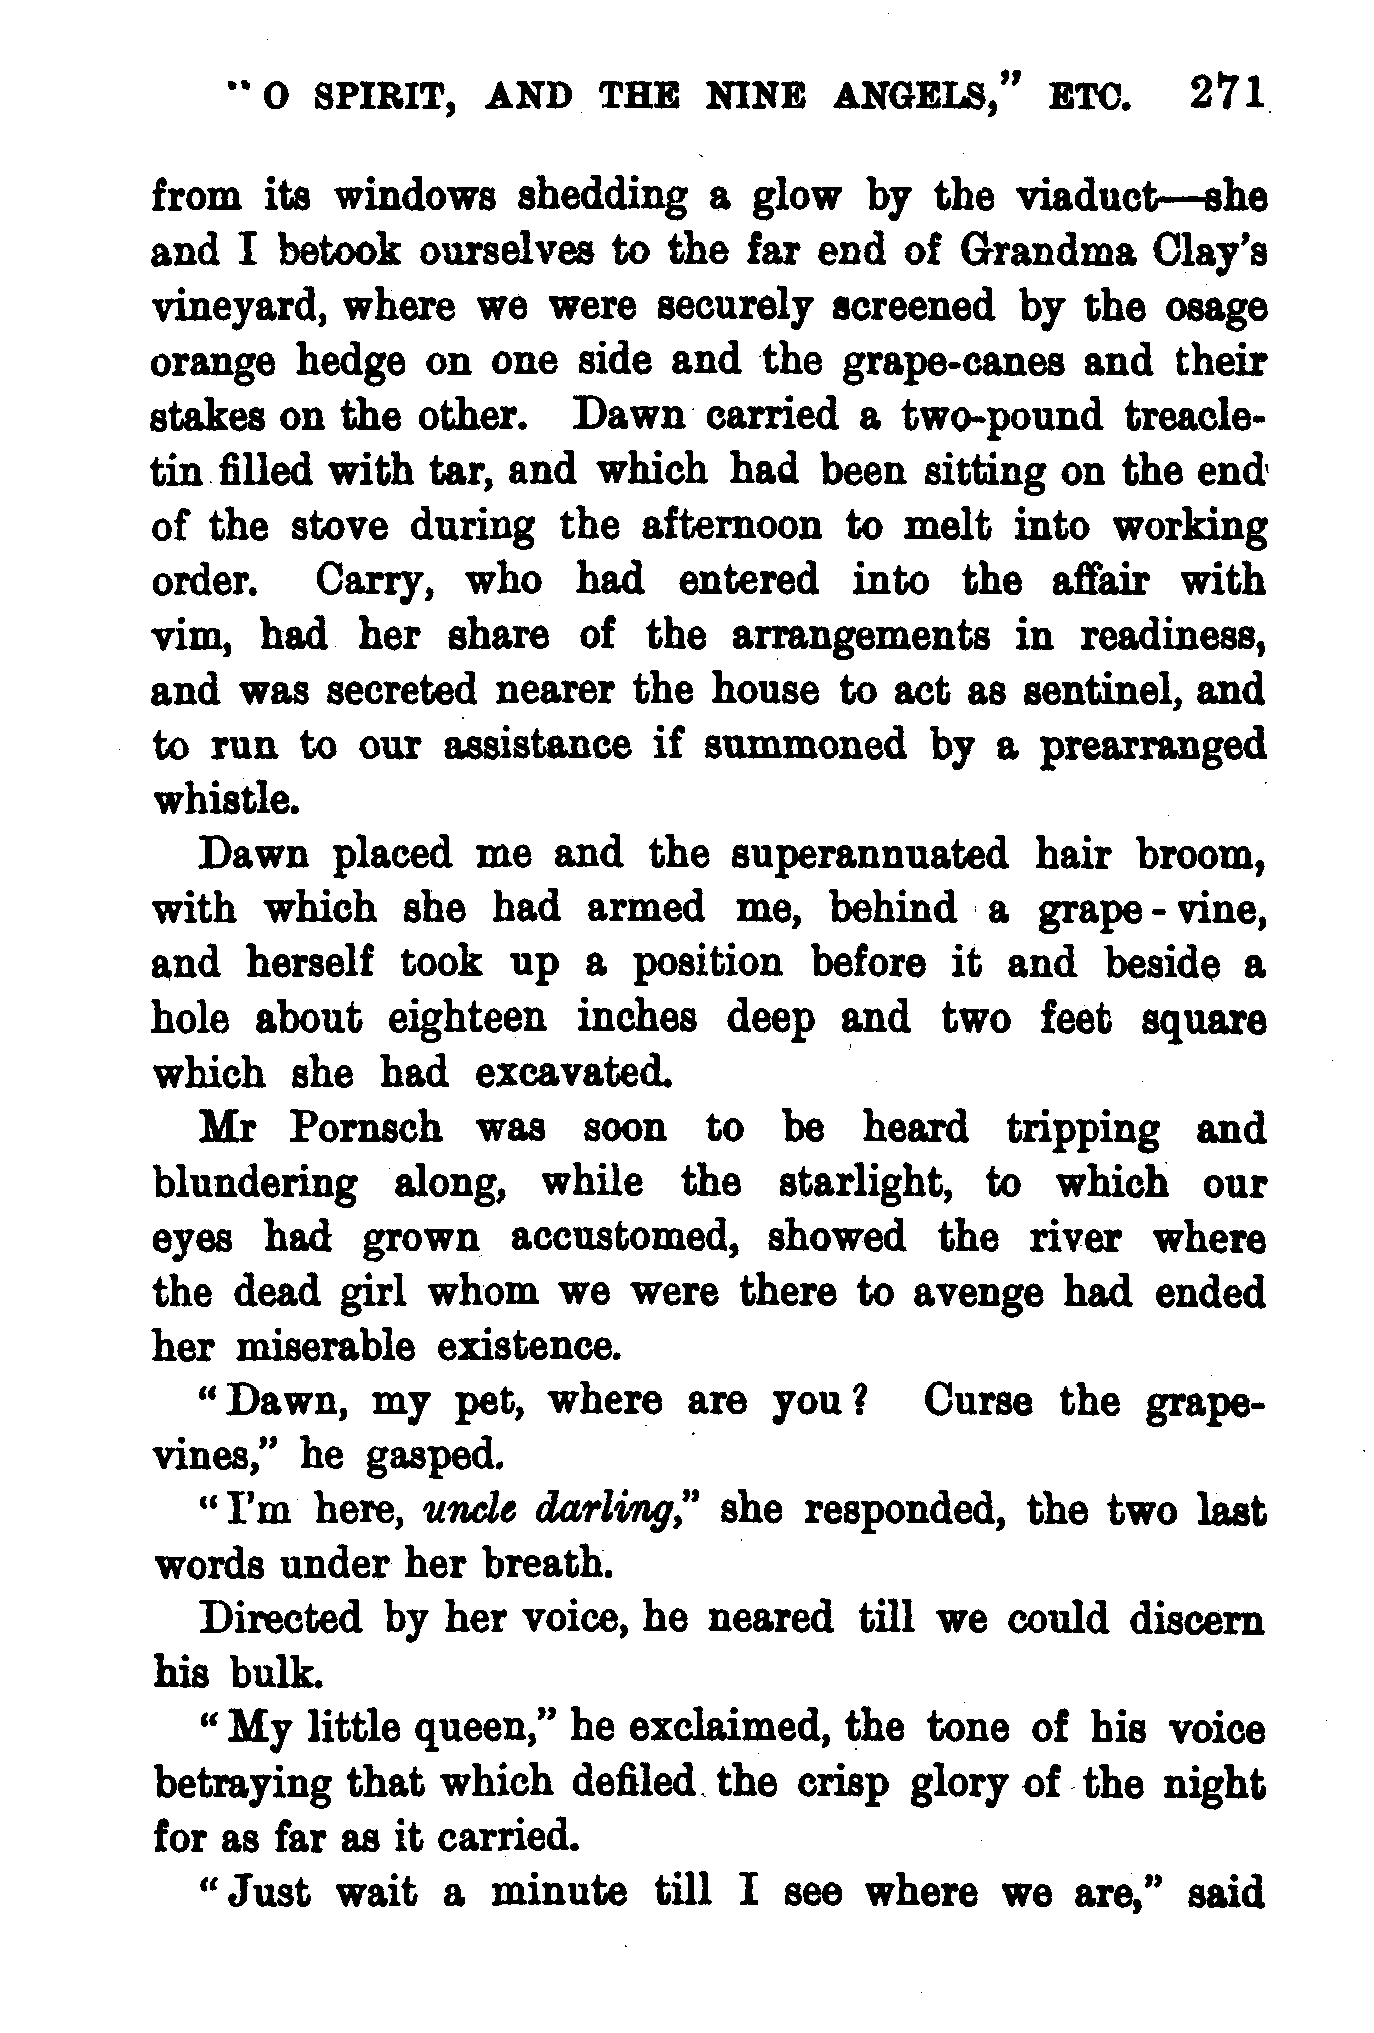 "O SPIRIT, AND THE NINE ANGELS," ETC. 271
from its windows shedding a glow by the viaduct—she
and I betook ourselves to the far end of Grandma Clay's
vineyard, where we were securely screened by the osage
orange hedge on one side and the grape-canes and their
stakes on the other. Dawn carried a two-pound treacle-
tin filled with tar, and which had been sitting on the end
of the stove during the afternoon to melt into working
order. Carry, who had entered into the affair with
vim, had her share of the arrangements in readiness,
and was secreted nearer the house to act as sentinel, and
to run to our assistance if summoned by a prearranged
whistle.
Dawn placed me and the superannuated hair broom,
with which she had armed me, behind a grape-vine,
and herself took up a position before it and beside a
hole about eighteen inches deep and two feet square
which she had excavated.
Mr Pornsch was soon to be heard tripping and
blundering along, while the starlight, to which our
eyes had grown accustomed, showed the river where
the dead girl whom we were there to avenge had ended
her miserable existence.
"Dawn, my pet, where are you? Curse the grape-
vines," he gasped.
"I'm here, uncle darling," she responded, the two last
words under her breath.
Directed by her voice, he neared till we could discern
his bulk.
"My little queen," he exclaimed, the tone of his voice
betraying that which defiled the crisp glory of the night
for as far as it carried.
"Just wait a minute till I see where we are," said